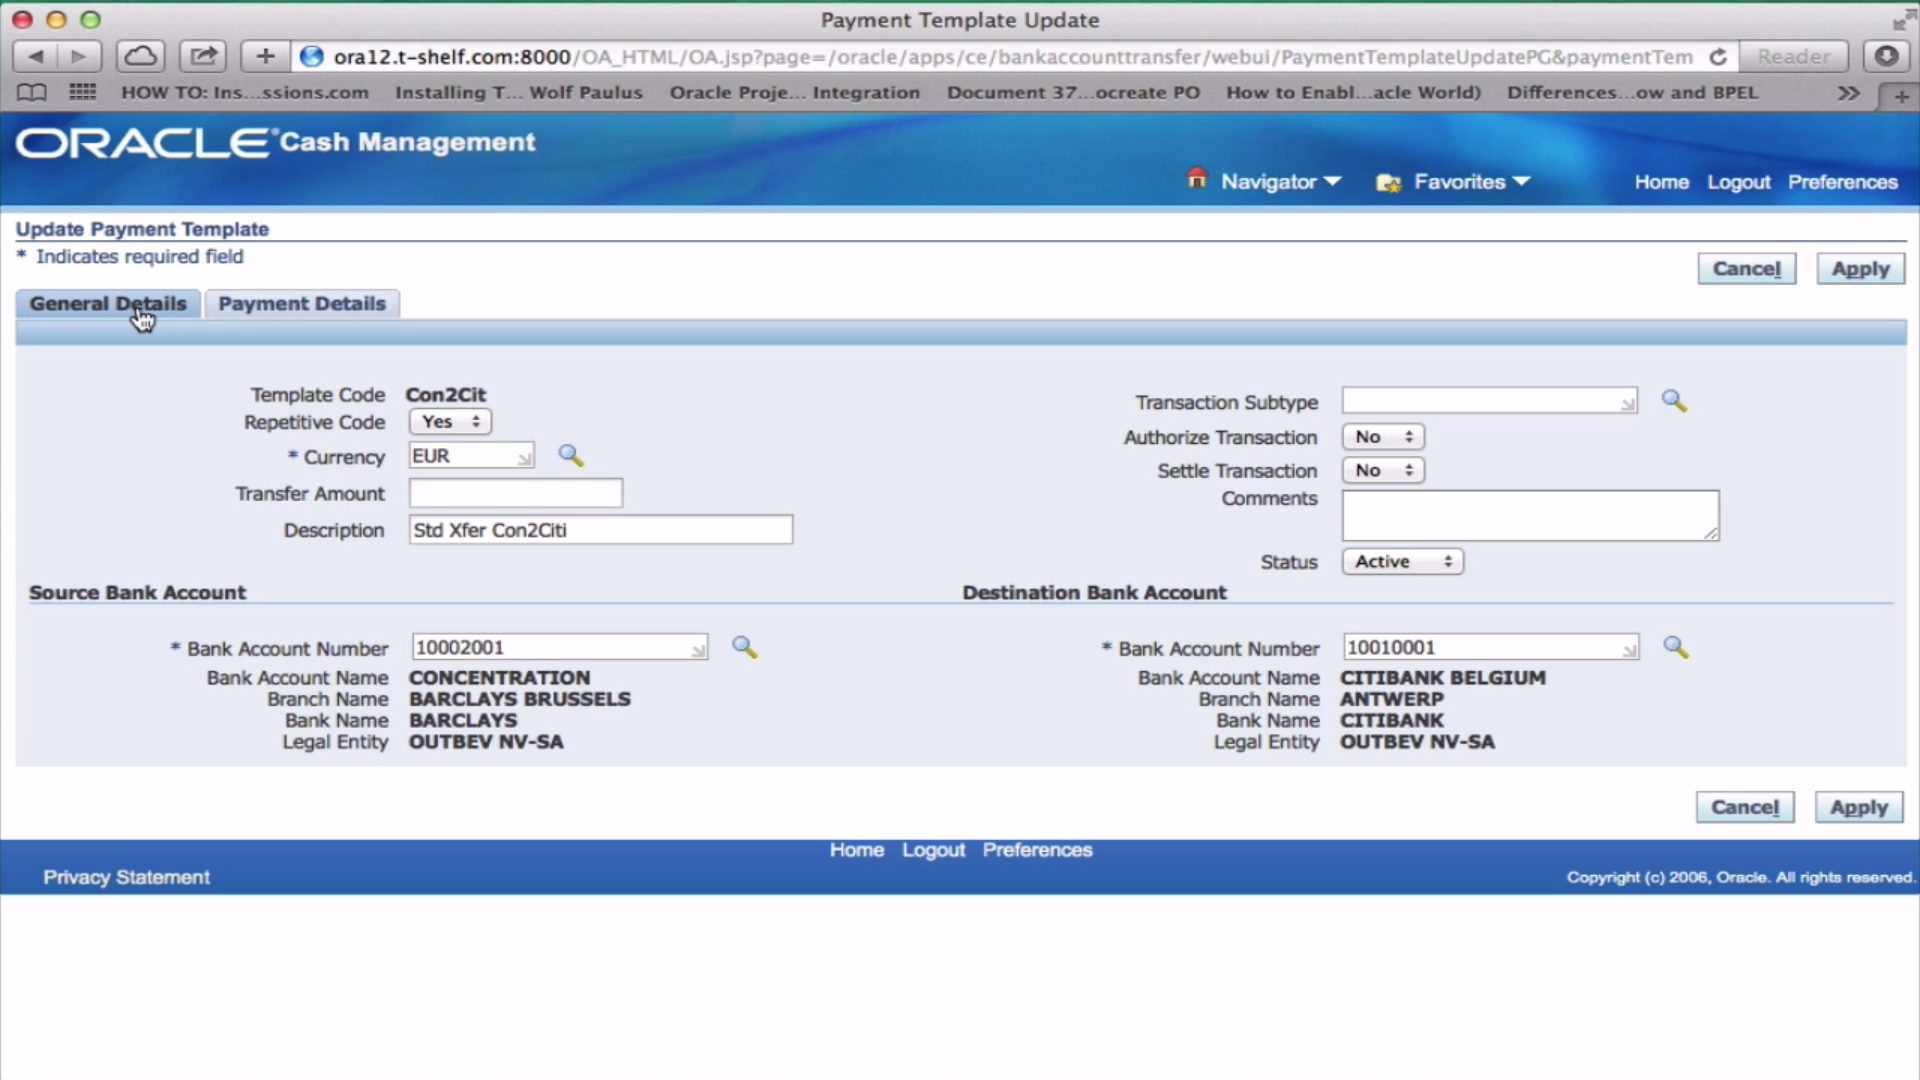 Payment Template Update
ora12.t-shelf.com:8000/OA_HTML/OA.jsp?page=/oracle/apps/ce/bankaccounttransfer/webui/PaymentTemplateUpdatePG&paymentTem Reader
HOW TO: Ins...ssions.com Installing T... Wolf Paulus Oracle Proje... Integration Document 37...ocreate PO How to Enabl...acle World) Differences...ow and BPEL >>
ORACLE Cash Management
Navigator Favorites Home Logout Preferences
Update Payment Template
* Indicates required field
Cancel Apply
General Details Payment Details
Template Code Con2Cit
Repetitive Code Yes
* Currency EUR
Transfer Amount
Description Std Xfer Con2Citi
Transaction Subtype
Authorize Transaction No
Settle Transaction No
Comments
Status Active
Source Bank Account
* Bank Account Number 10002001
Bank Account Name CONCENTRATION
Branch Name BARCLAYS BRUSSELS
Bank Name BARCLAYS
Legal Entity OUTBEV NV-SA
Destination Bank Account
* Bank Account Number 10010001
Bank Account Name CITIBANK BELGIUM
Branch Name ANTWERP
Bank Name CITIBANK
Legal Entity OUTBEV NV-SA
Cancel Apply
Home Logout Preferences
Privacy Statement
Copyright (c) 2006, Oracle. All rights reserved.